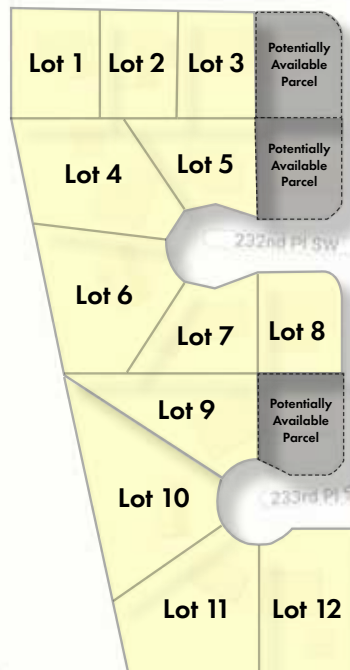 Lot 1
Lot 2
Lot 3
Potentially
Available
Parcel
Lot 4
Lot 5
Potentially
Available
Parcel
232nd Pl SW
Lot 6
Lot 7
Lot 8
Lot 9
Potentially
Available
Parcel
Lot 10
233rd Pl S
Lot 11
Lot 12